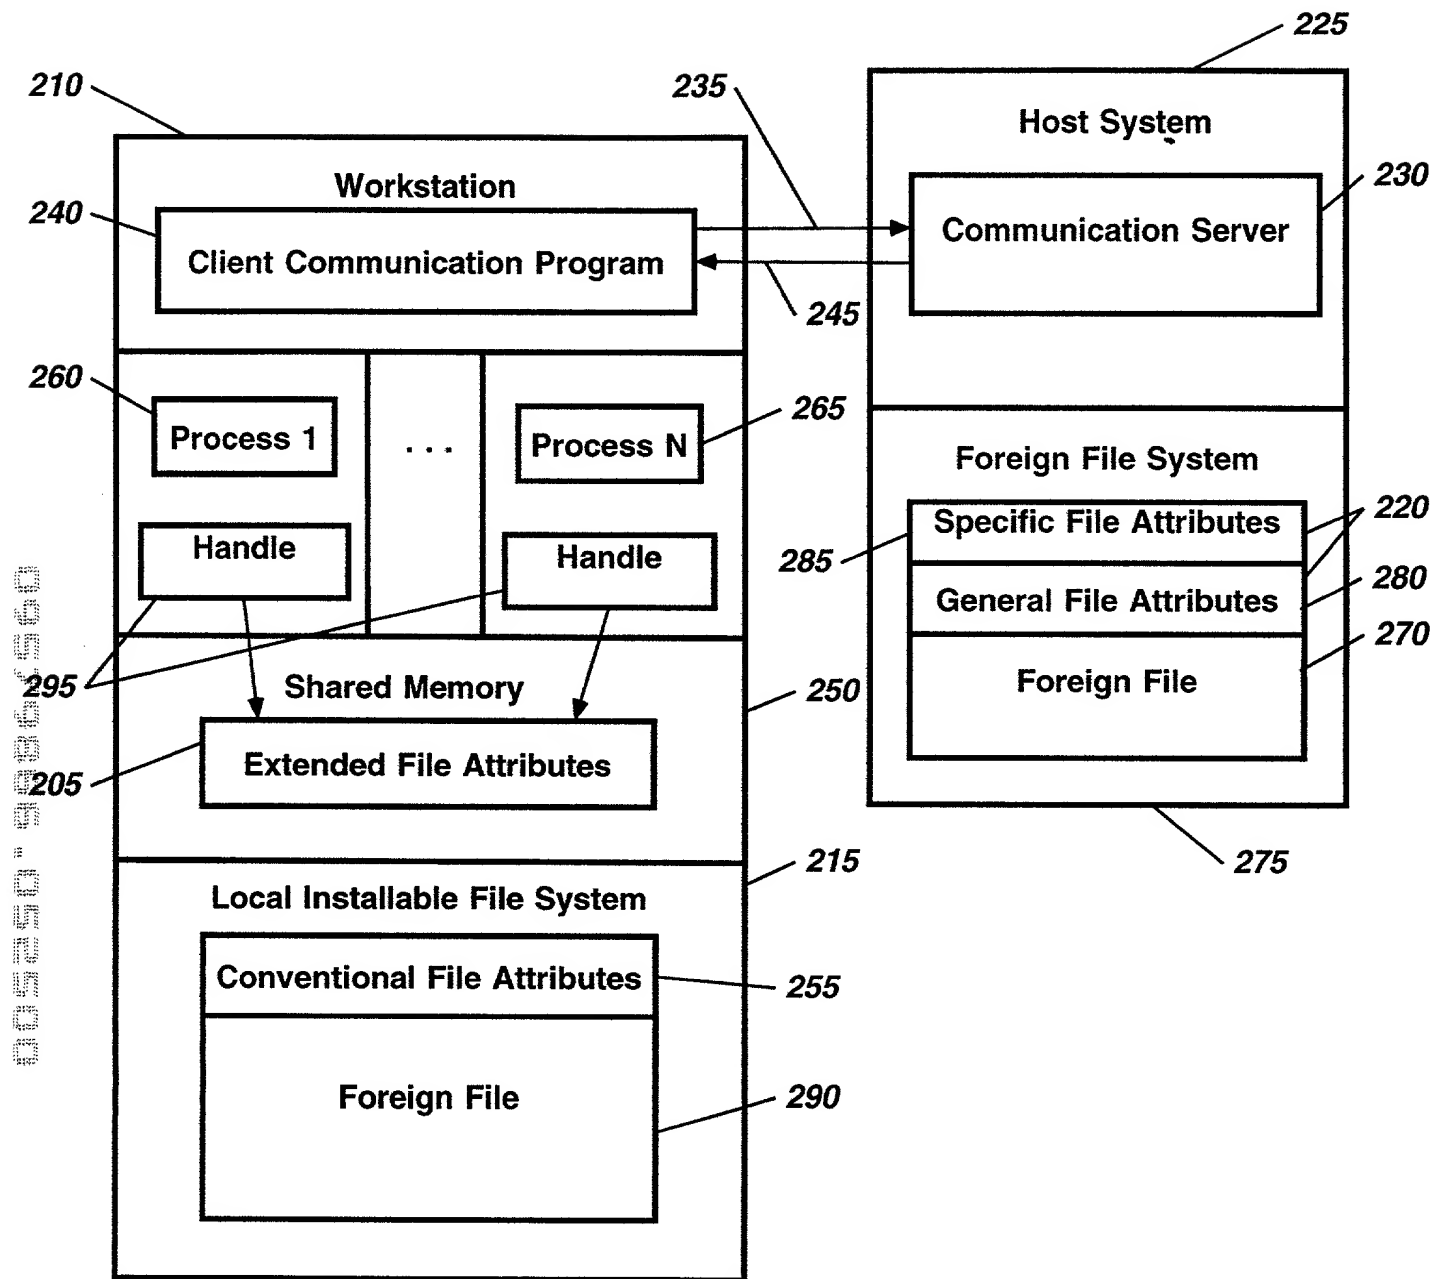 225
210
235
Host System
Workstation
230
240
Communication Server
Client Communication Program
245
260
265
Process 1
...
Process N
Foreign File System
Specific File Attributes
220
Handle
Handle
285
General File Attributes
280
270
295
Shared Memory
250
Foreign File
Extended File Attributes
205
215
275
Local Installable File System
Conventional File Attributes
255
Foreign File
290